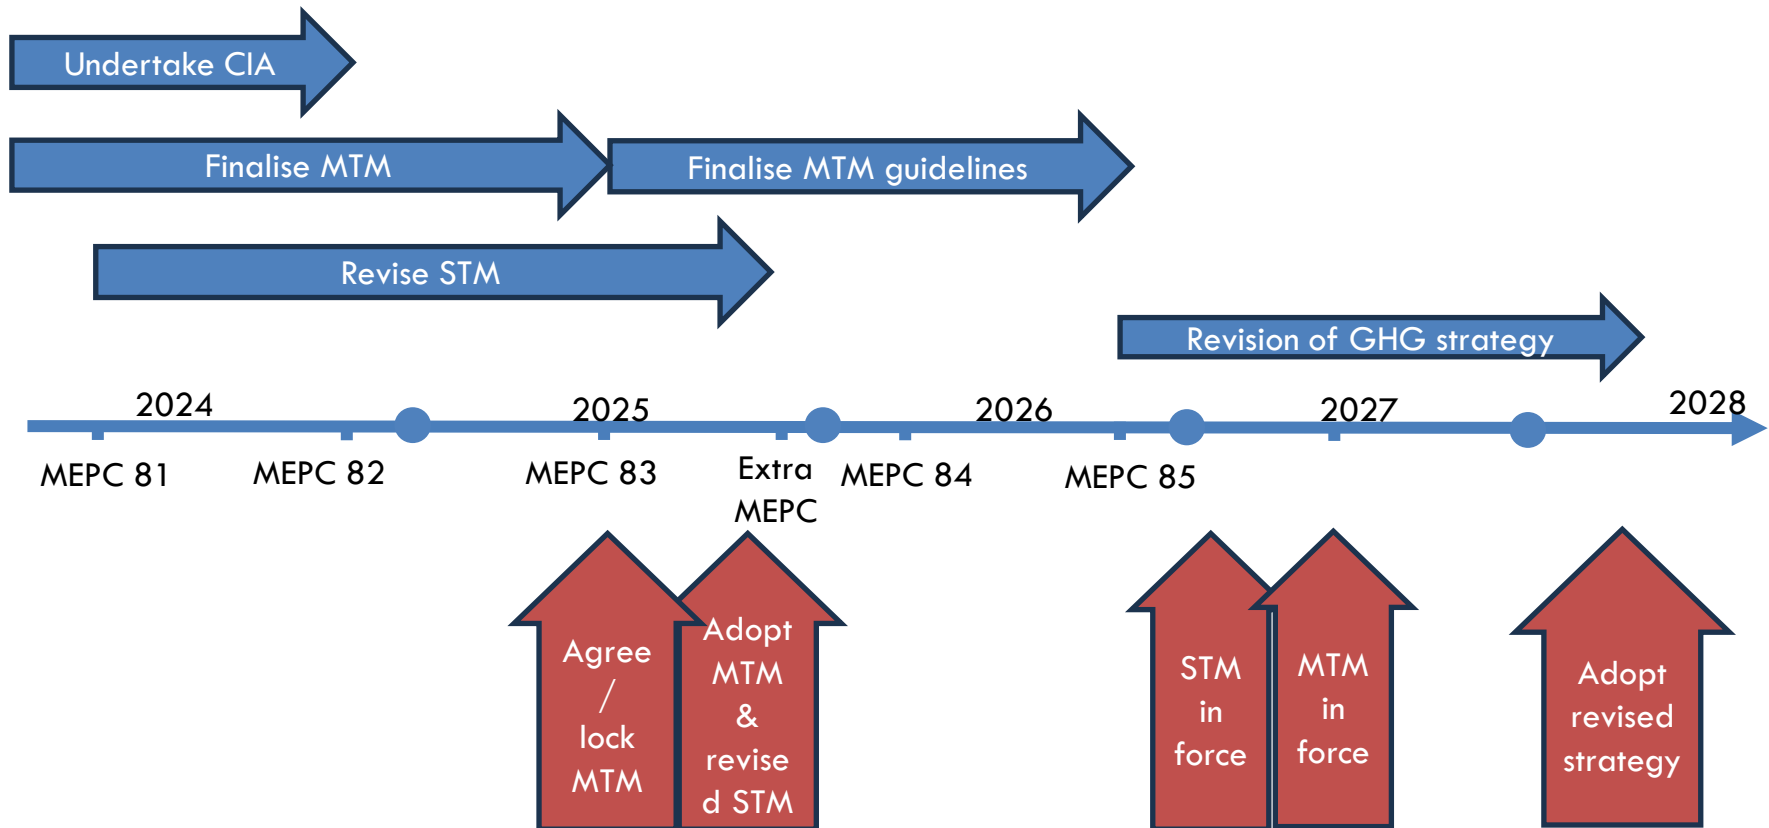 Undertake CIA
Finalise MTM
Finalise MTM guidelines
Revise STM
Revision of GHG strategy
2024
2025
2026
2027
2028
MEPC 81
MEPC 82
MEPC 83
Extra
MEPC
MEPC 84
MEPC 85
Agree
/
lock
MTM
Adopt
MTM
&
revise
d STM
STM
in
force
MTM
in
force
Adopt
revised
strategy